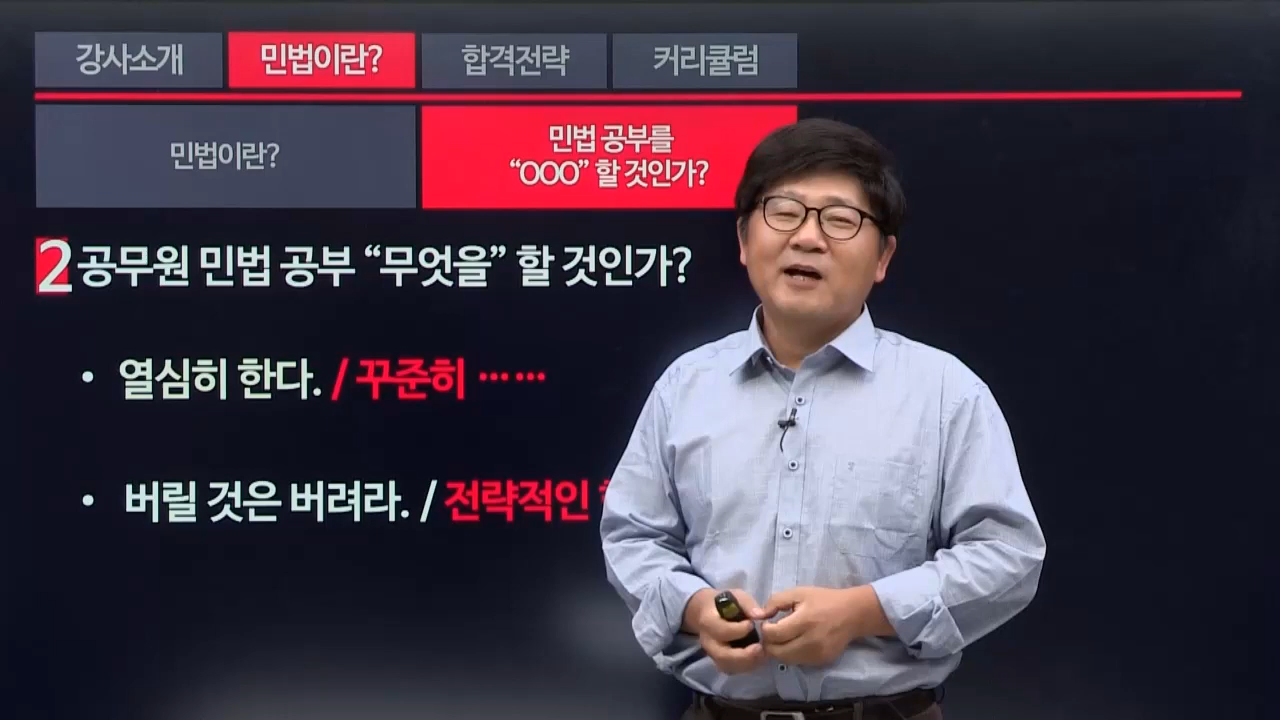 강사소개
민법이란?
합격전략
커리큘럼
민법이란?
민법 공부를
“OOO” 할 것인가?
2 공무원 민법 공부 “무엇을” 할 것인가?
• 열심히 한다. / 꾸준히 ……
• 버릴 것은 버려라. / 전략적인